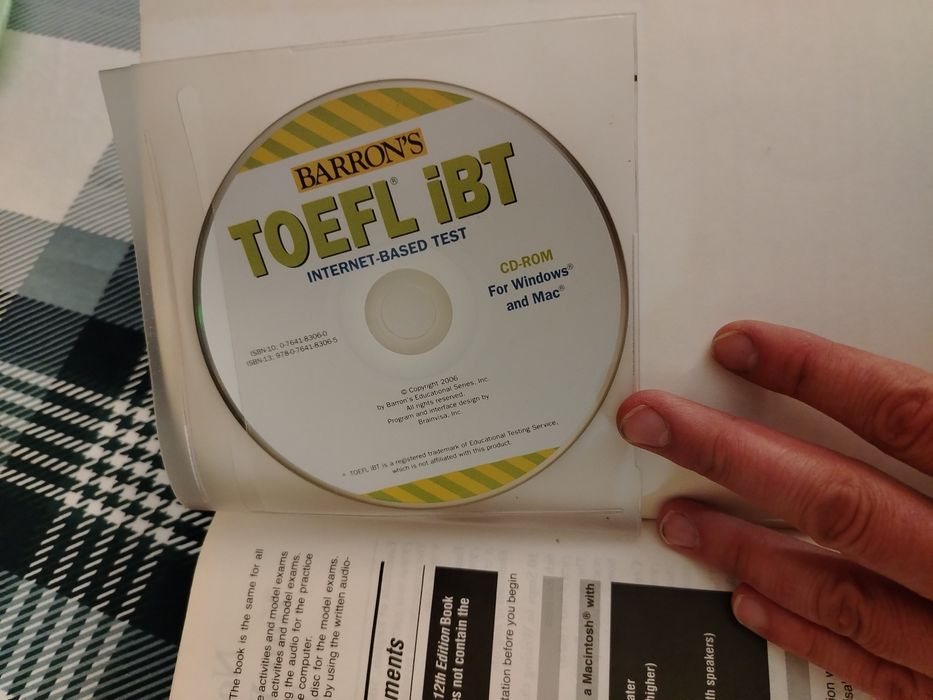 BARRON'S
TOEFL® iBT
INTERNET-BASED TEST
CD-ROM
For Windows®
and Mac®
ISBN-10: 0-7641-8306-0
ISBN-13: 978-0-7641-8306-5
© Copyright 2006
by Barron's Educational Series, Inc.
All rights reserved.
Program and interface design by
Brainvisa, Inc.
® TOEFL iBT is a registered trademark of Educational Testing Service,
which is not affiliated with this product.
The book is the same for all
e activities and model exams
activities and model exams.
g the audio for the practice
e computer.
disc for the model exams.
by using the written audio-
ments
12th Edition Book
es not contain the
dation before you begin
a Macintosh® with
ater
higher)
th speakers)